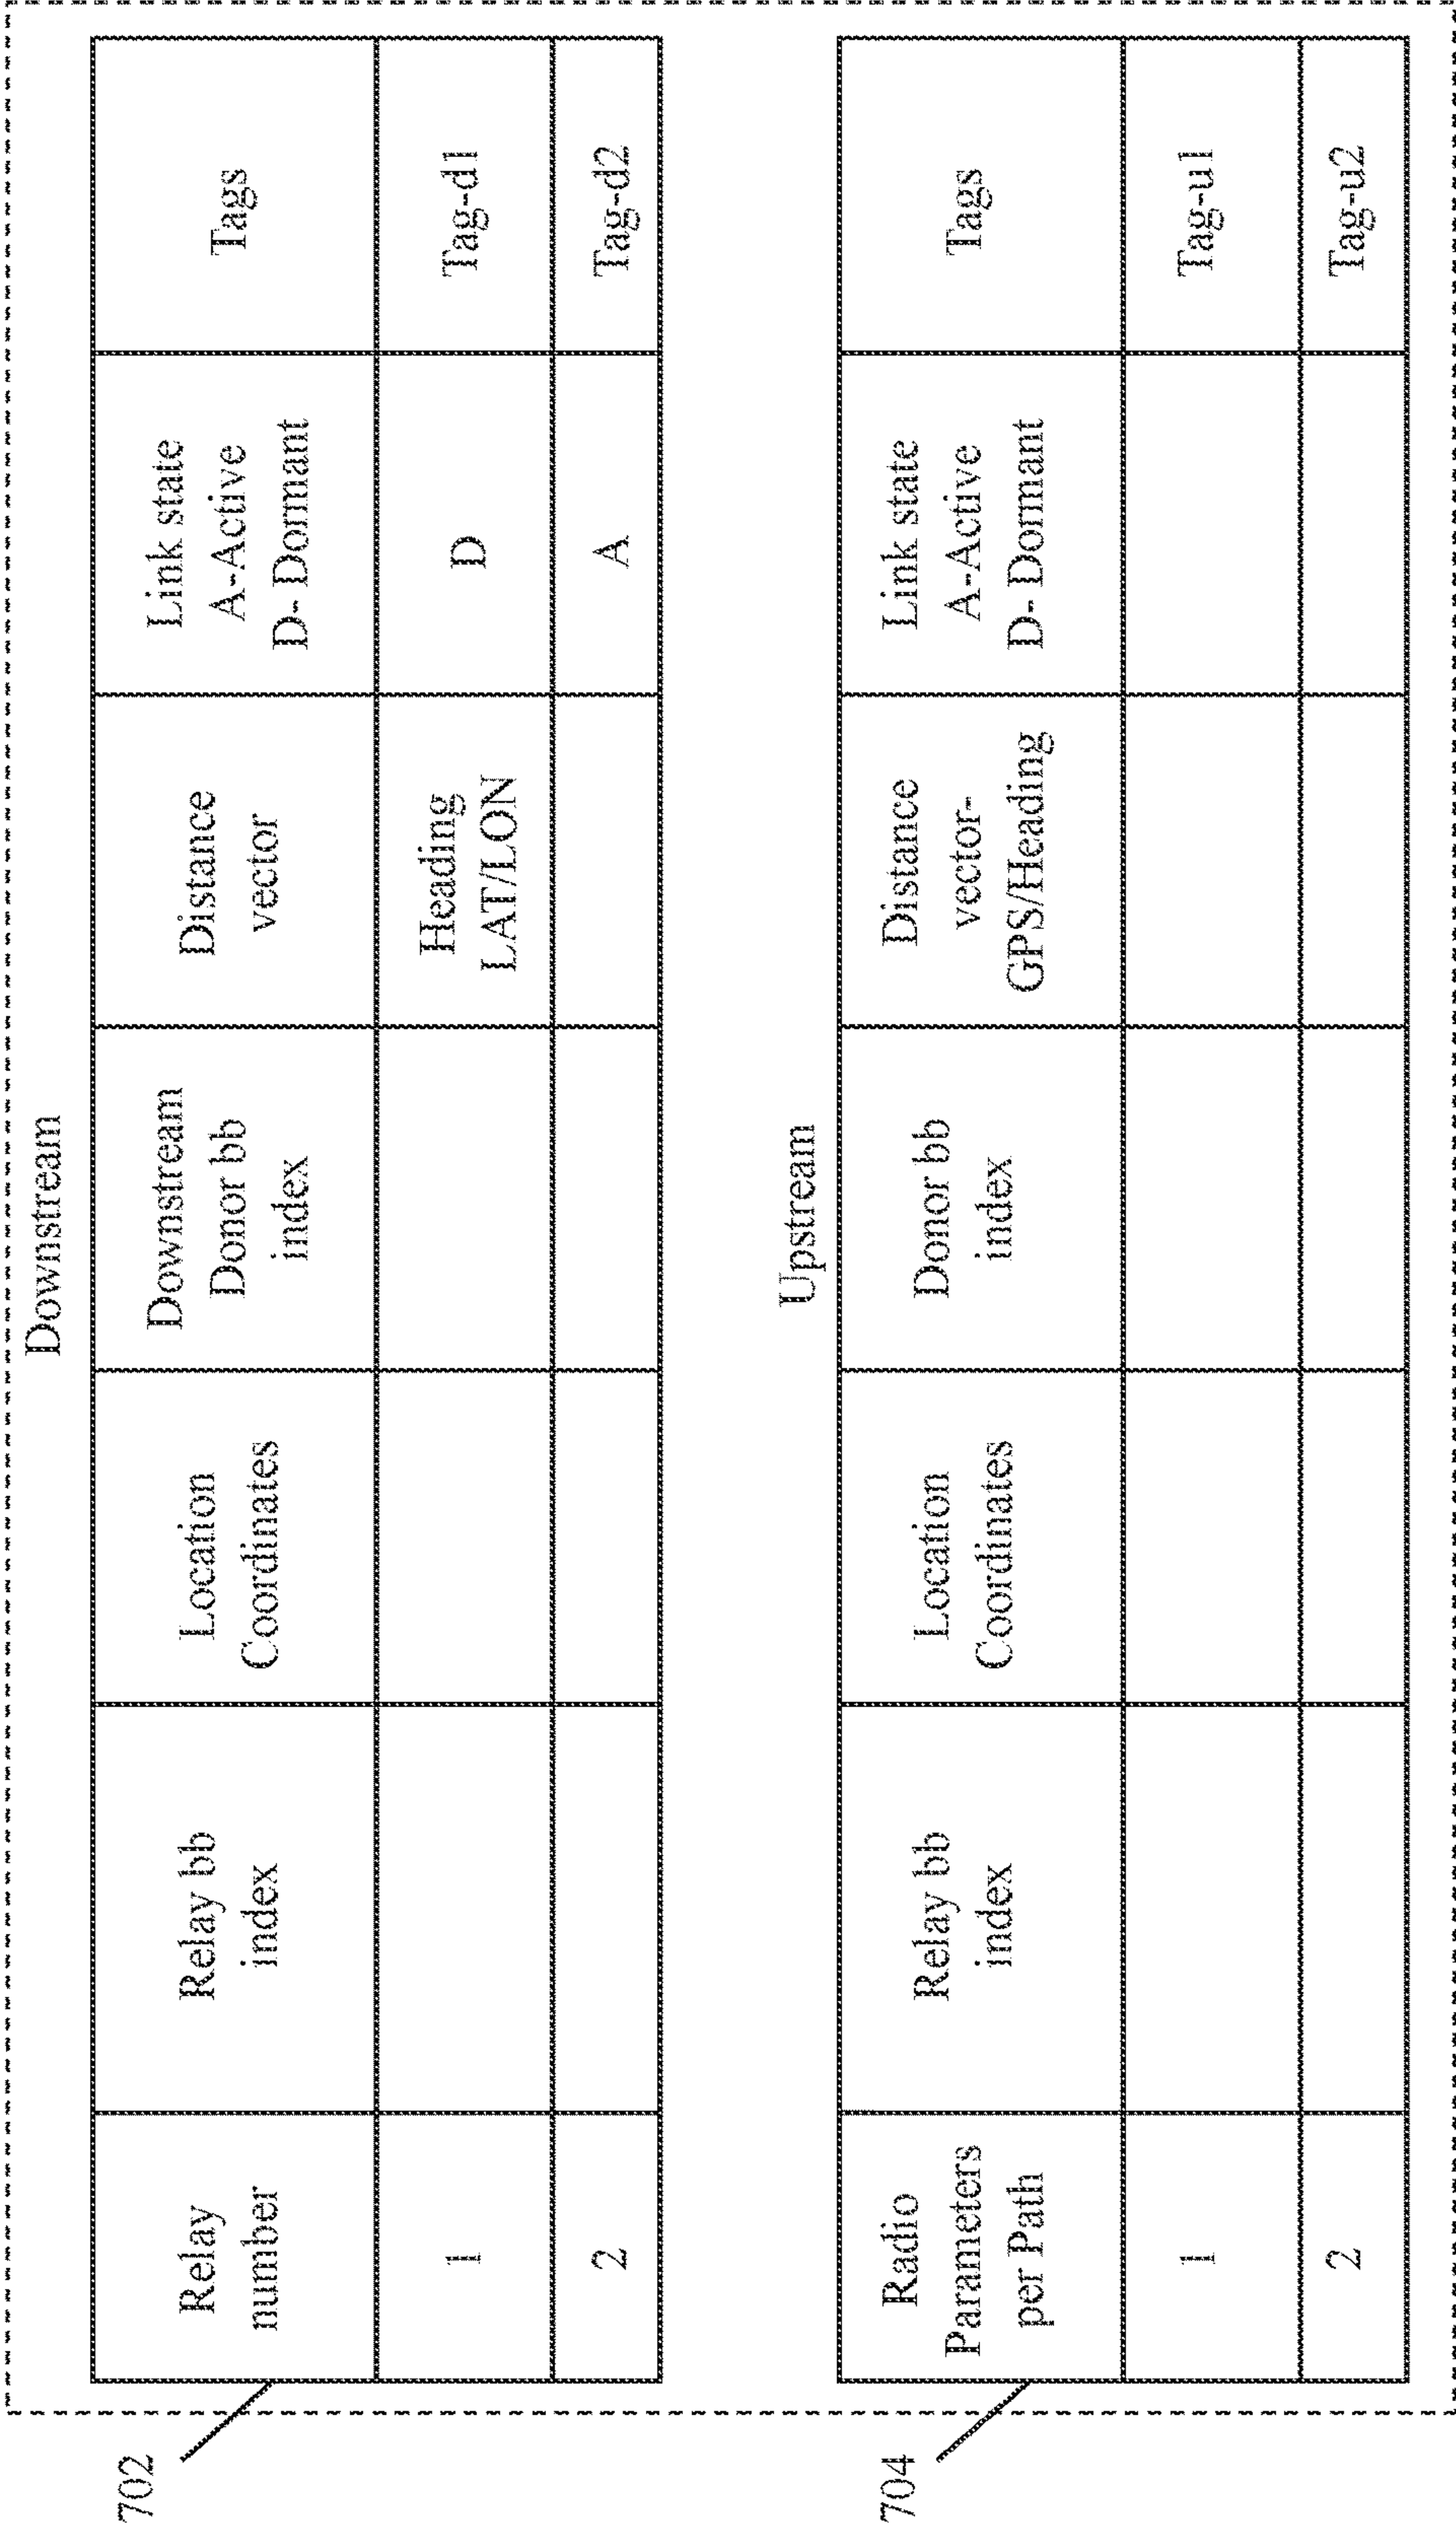 Downstream
702
Relay
number
Relay bb
index
Location
Coordinates
Downstream
Donor bb
index
Distance
vector
Link state
A-Active
D- Dormant
Tags
1
Heading
LAT/LON
D
Tag-d1
2
A
Tag-d2
Upstream
704
Radio
Parameters
per Path
Relay bb
index
Location
Coordinates
Donor bb
index
Distance
vector-
GPS/Heading
Link state
A-Active
D- Dormant
Tags
1
Tag-u1
2
Tag-u2